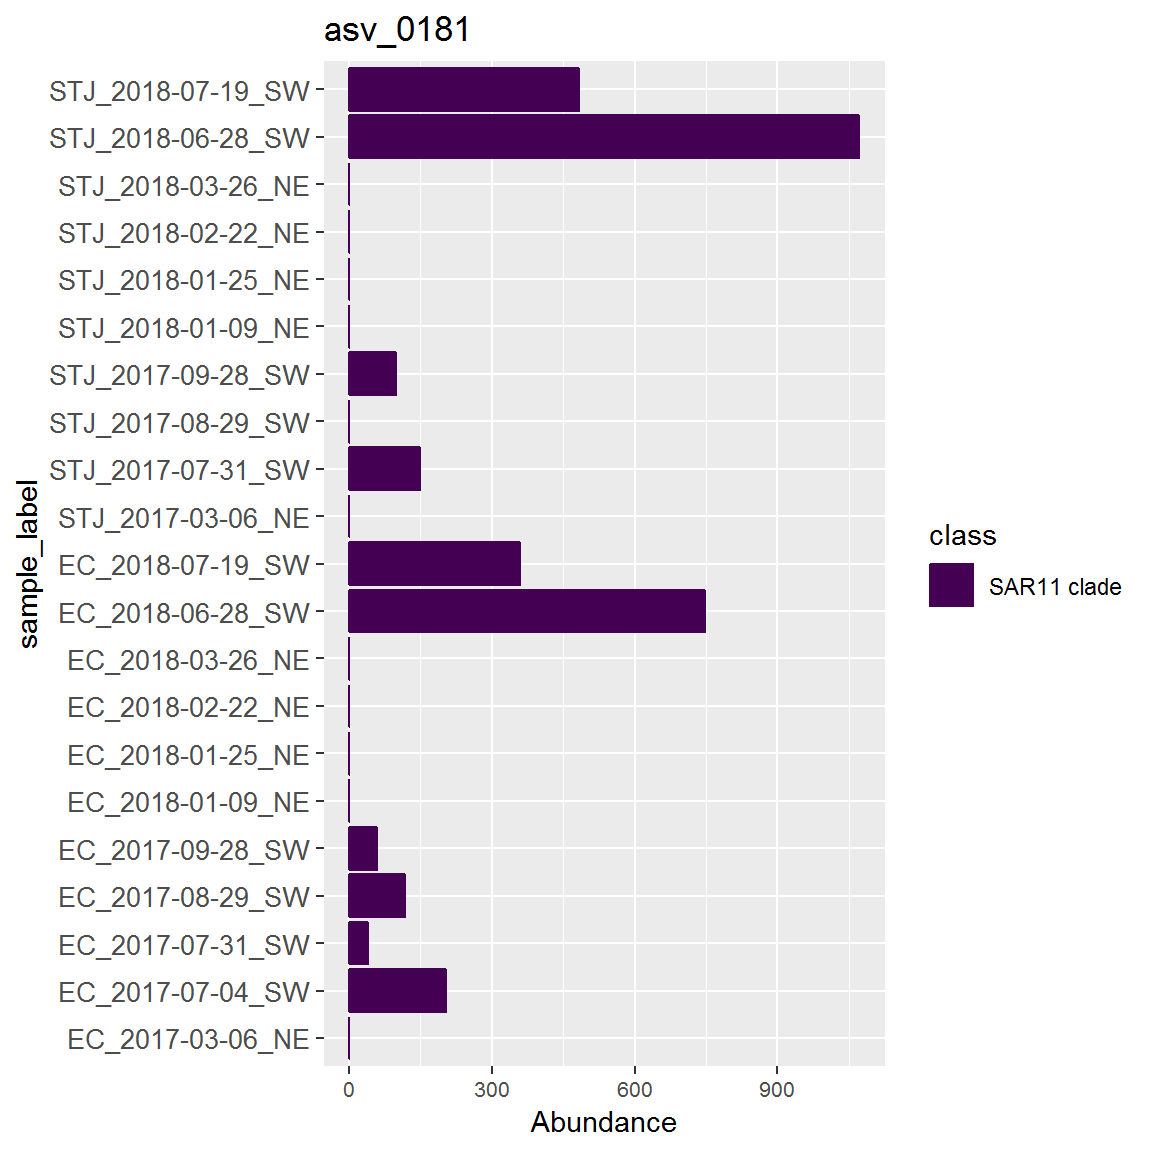 asv_0181
STJ_2018-07-19_SW
STJ_2018-06-28_SW
STJ_2018-03-26_NE
STJ_2018-02-22_NE
STJ_2018-01-25_NE
STJ_2018-01-09_NE
STJ_2017-09-28_SW
STJ_2017-08-29_SW
STJ_2017-07-31_SW
STJ_2017-03-06_NE
EC_2018-07-19_SW
EC_2018-06-28_SW
EC_2018-03-26_NE
EC_2018-02-22_NE
EC_2018-01-25_NE
EC_2018-01-09_NE
EC_2017-09-28_SW
EC_2017-08-29_SW
EC_2017-07-31_SW
EC_2017-07-04_SW
EC_2017-03-06_NE
sample_label
0 300 600 900
Abundance
class
SAR11 clade